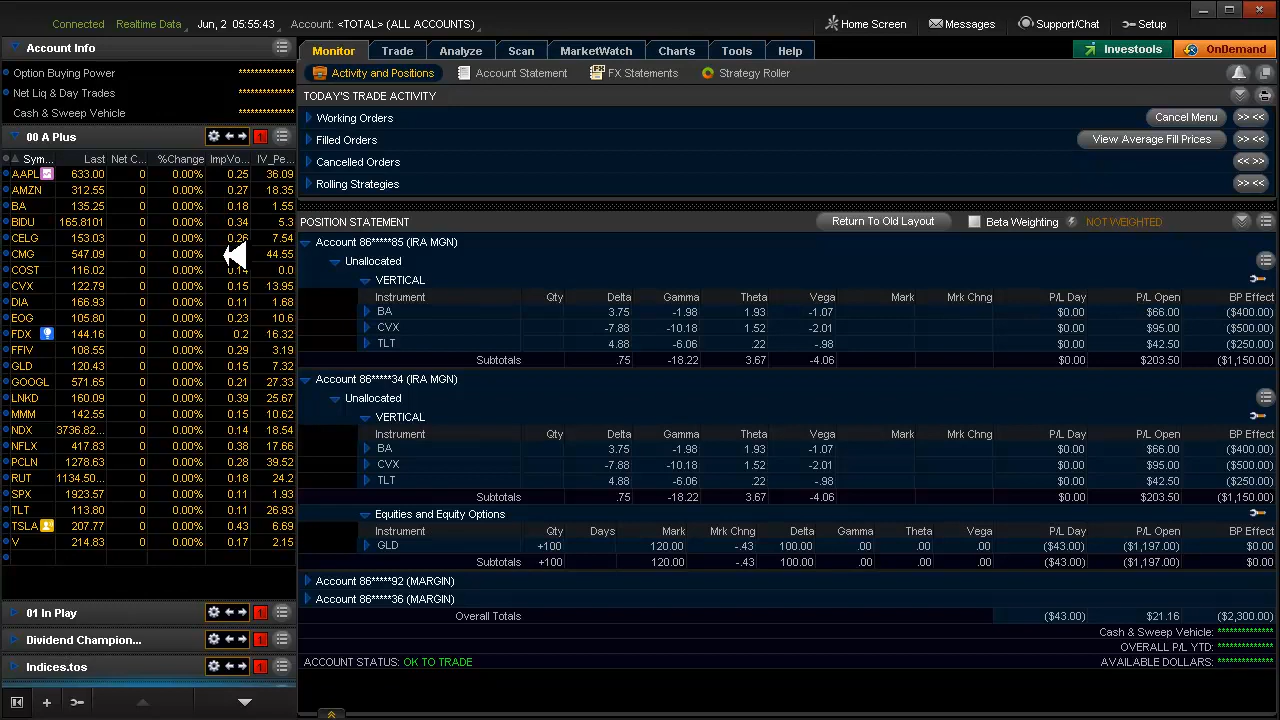 Connected Realtime Data Jun, 2 05:55:43 Account: <TOTAL> (ALL ACCOUNTS) Home Screen Messages Support/Chat Setup
Account Info
Option Buying Power *************
Net Liq & Day Trades *************
Cash & Sweep Vehicle *************
00 A Plus 1
Sym... Last Net C... %Change ImpVo... IV_Pe...
AAPL 633.00 0 0.00% 0.25 36.09
AMZN 312.55 0 0.00% 0.27 18.35
BA 135.25 0 0.00% 0.18 1.55
BIDU 165.8101 0 0.00% 0.34 5.3
CELG 153.03 0 0.00% 0.26 7.54
CMG 547.09 0 0.00% 44.55
COST 116.02 0 0.00% 0.14 0.0
CVX 122.79 0 0.00% 0.15 13.95
DIA 166.93 0 0.00% 0.11 1.68
EOG 105.80 0 0.00% 0.23 10.6
FDX 144.16 0 0.00% 0.2 16.32
FFIV 108.55 0 0.00% 0.29 3.19
GLD 120.43 0 0.00% 0.15 7.32
GOOGL 571.65 0 0.00% 0.21 27.33
LNKD 160.09 0 0.00% 0.39 25.67
MMM 142.55 0 0.00% 0.15 10.62
NDX 3736.82... 0 0.00% 0.14 18.54
NFLX 417.83 0 0.00% 0.38 17.66
PCLN 1278.63 0 0.00% 0.28 39.52
RUT 1134.50... 0 0.00% 0.18 24.2
SPX 1923.57 0 0.00% 0.11 1.93
TLT 113.80 0 0.00% 0.11 26.93
TSLA 207.77 0 0.00% 0.43 6.69
V 214.83 0 0.00% 0.17 2.15
01 In Play 1
Dividend Champion... 1
Indices.tos 1
Monitor Trade Analyze Scan MarketWatch Charts Tools Help Investools OnDemand
Activity and Positions Account Statement FX Statements Strategy Roller
TODAY'S TRADE ACTIVITY
Working Orders Cancel Menu >> <<
Filled Orders View Average Fill Prices >> <<
Cancelled Orders << >>
Rolling Strategies >> <<
POSITION STATEMENT Return To Old Layout Beta Weighting NOT WEIGHTED
Account 86*****85 (IRA MGN)
Unallocated
VERTICAL
Instrument Qty Delta Gamma Theta Vega Mark Mrk Chng P/L Day P/L Open BP Effect
BA 3.75 -1.98 1.93 -1.07 $0.00 $66.00 ($400.00)
CVX -7.88 -10.18 1.52 -2.01 $0.00 $95.00 ($500.00)
TLT 4.88 -6.06 .22 -.98 $0.00 $42.50 ($250.00)
Subtotals .75 -18.22 3.67 -4.06 $0.00 $203.50 ($1,150.00)
Account 86*****34 (IRA MGN)
Unallocated
VERTICAL
Instrument Qty Delta Gamma Theta Vega Mark Mrk Chng P/L Day P/L Open BP Effect
BA 3.75 -1.98 1.93 -1.07 $0.00 $66.00 ($400.00)
CVX -7.88 -10.18 1.52 -2.01 $0.00 $95.00 ($500.00)
TLT 4.88 -6.06 .22 -.98 $0.00 $42.50 ($250.00)
Subtotals .75 -18.22 3.67 -4.06 $0.00 $203.50 ($1,150.00)
Equities and Equity Options
Instrument Qty Days Mark Mrk Chng Delta Gamma Theta Vega P/L Day P/L Open BP Effect
GLD +100 120.00 -.43 100.00 .00 .00 .00 ($43.00) ($1,197.00) $0.00
Subtotals +100 120.00 -.43 100.00 .00 .00 .00 ($43.00) ($1,197.00) $0.00
Account 86*****92 (MARGIN)
Account 86*****36 (MARGIN)
Overall Totals ($43.00) $21.16 ($2,300.00)
Cash & Sweep Vehicle: *************
OVERALL P/L YTD: *************
ACCOUNT STATUS: OK TO TRADE AVAILABLE DOLLARS: *************